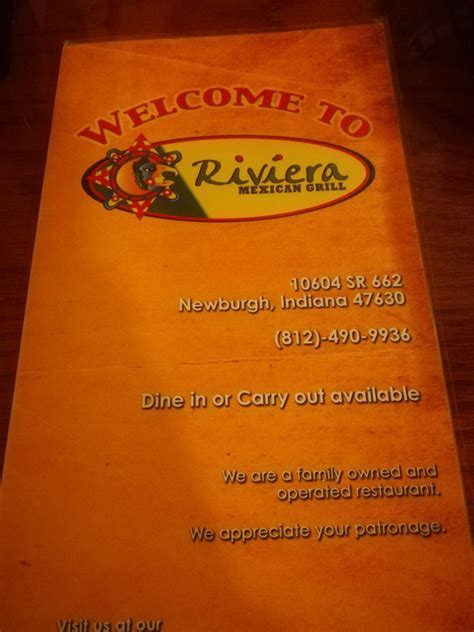 WELCOME TO
Riviera
MEXICAN GRILL
10604 SR 662
Newburgh, Indiana 47630
(812)-490-9936
Dine in or Carry out available
We are a family owned and
operated restaurant.
We appreciate your patronage.
Visit us at our